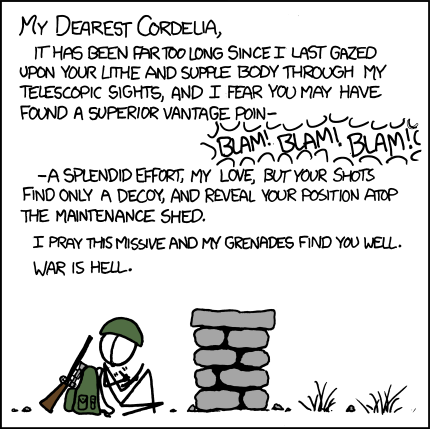 MY DEAREST CORDELIA,
IT HAS BEEN FAR TOO LONG SINCE I LAST GAZED
UPON YOUR LITHE AND SUPPLE BODY THROUGH MY
TELESCOPIC SIGHTS, AND I FEAR YOU MAY HAVE
FOUND A SUPERIOR VANTAGE POIN-
BLAM! BLAM! BLAM!
-A SPLENDID EFFORT, MY LOVE, BUT YOUR SHOTS
FIND ONLY A DECOY, AND REVEAL YOUR POSITION ATOP
THE MAINTENANCE SHED.
I PRAY THIS MISSIVE AND MY GRENADES FIND YOU WELL.
WAR IS HELL.